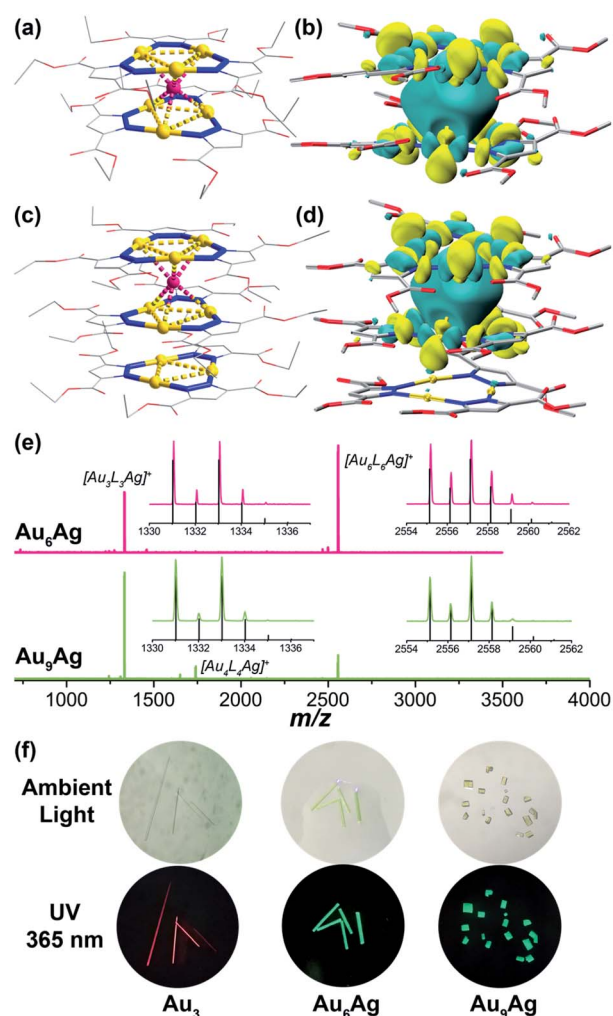 (a)
(b)
(c)
(d)
(e)
[Au₃L₃Ag]⁺
[Au₆L₆Ag]⁺
1330 1332 1334 1336
2554 2556 2558 2560 2562
Au₆Ag
1330 1332 1334 1336
2554 2556 2558 2560 2562
Au₉Ag
[Au₄L₄Ag]⁺
1000 1500 2000 2500 3000 3500 4000
m/z
(f)
Ambient
Light
UV
365 nm
Au₃ Au₆Ag Au₉Ag